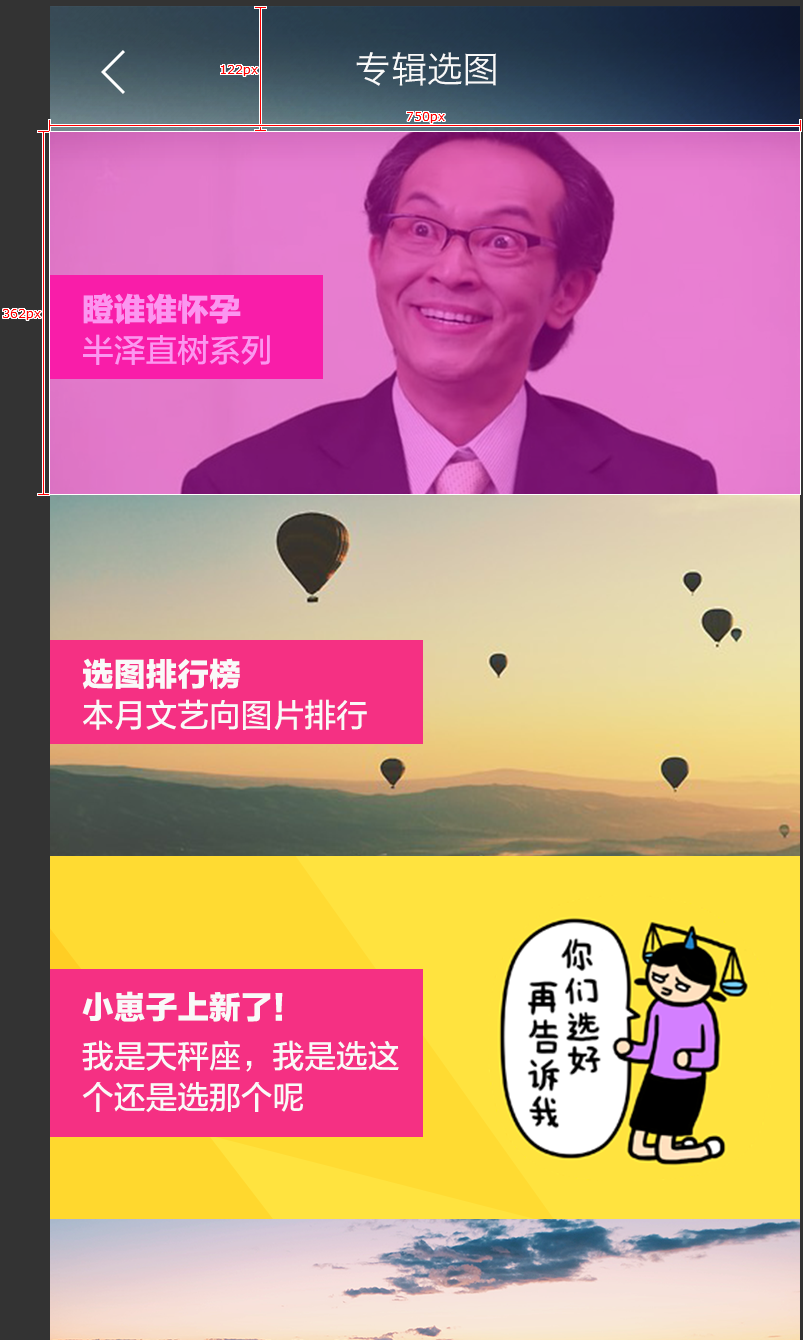 122px
专辑选图
750px
362px
瞪谁谁怀孕
半泽直树系列
选图排行榜
本月文艺向图片排行
小崽子上新了!
我是天秤座，我是选这
个还是选那个呢
你们选好
再告诉我